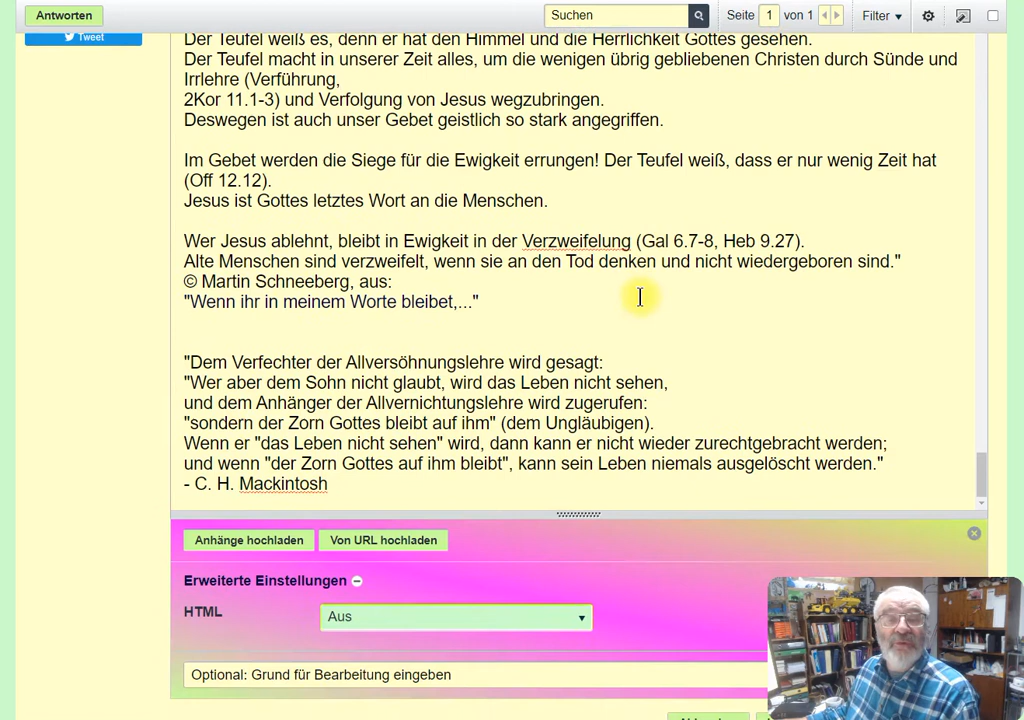 Antworten
Suchen
Seite 1 von 1
Filter
Tweet
Der Teufel weiß es, denn er hat den Himmel und die Herrlichkeit Gottes gesehen.
Der Teufel macht in unserer Zeit alles, um die wenigen übrig gebliebenen Christen durch Sünde und
Irrlehre (Verführung,
2Kor 11.1-3) und Verfolgung von Jesus wegzubringen.
Deswegen ist auch unser Gebet geistlich so stark angegriffen.
Im Gebet werden die Siege für die Ewigkeit errungen! Der Teufel weiß, dass er nur wenig Zeit hat
(Off 12.12).
Jesus ist Gottes letztes Wort an die Menschen.
Wer Jesus ablehnt, bleibt in Ewigkeit in der Verzweifelung (Gal 6.7-8, Heb 9.27).
Alte Menschen sind verzweifelt, wenn sie an den Tod denken und nicht wiedergeboren sind."
© Martin Schneeberg, aus:
"Wenn ihr in meinem Worte bleibet,..."
"Dem Verfechter der Allversöhnungslehre wird gesagt:
"Wer aber dem Sohn nicht glaubt, wird das Leben nicht sehen,
und dem Anhänger der Allvernichtungslehre wird zugerufen:
"sondern der Zorn Gottes bleibt auf ihm" (dem Ungläubigen).
Wenn er "das Leben nicht sehen" wird, dann kann er nicht wieder zurechtgebracht werden;
und wenn "der Zorn Gottes auf ihm bleibt", kann sein Leben niemals ausgelöscht werden."
- C. H. Mackintosh
Anhänge hochladen
Von URL hochladen
Erweiterte Einstellungen
HTML
Aus
Optional: Grund für Bearbeitung eingeben